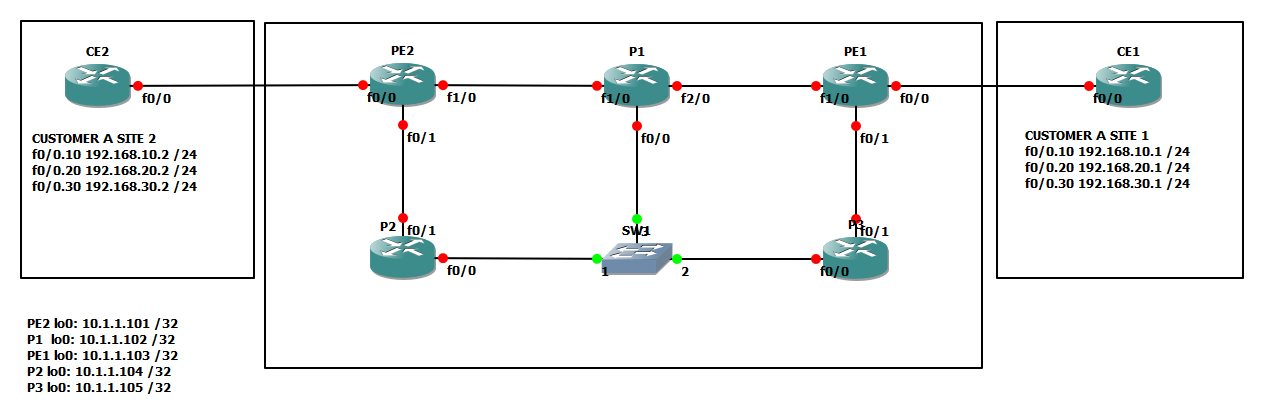 CE2
PE2
P1
PE1
CE1
f0/0
f0/0
f1/0
f1/0
f2/0
f1/0
f0/0
f0/0
CUSTOMER A SITE 2
f0/0.10 192.168.10.2 /24
f0/0.20 192.168.20.2 /24
f0/0.30 192.168.30.2 /24
f0/1
f0/0
f0/1
CUSTOMER A SITE 1
f0/0.10 192.168.10.1 /24
f0/0.20 192.168.20.1 /24
f0/0.30 192.168.30.1 /24
P2
f0/1
SW1
3
P3
f0/1
f0/0
1
2
f0/0
PE2 lo0: 10.1.1.101 /32
P1 lo0: 10.1.1.102 /32
PE1 lo0: 10.1.1.103 /32
P2 lo0: 10.1.1.104 /32
P3 lo0: 10.1.1.105 /32